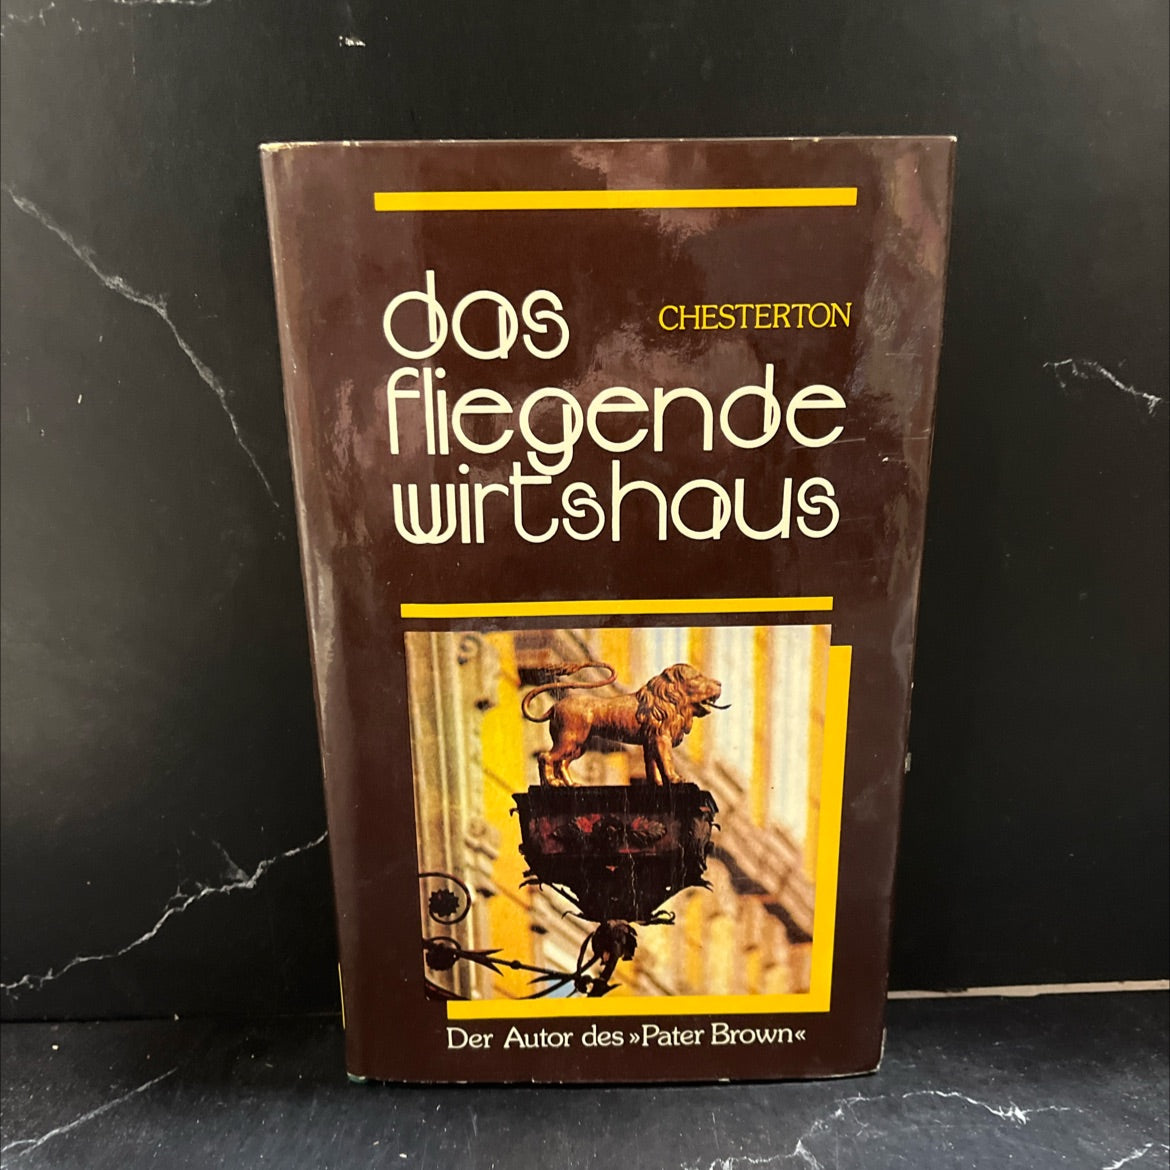 das
CHESTERTON
fliegende
wirtshaus
Der Autor des »Pater Brown«